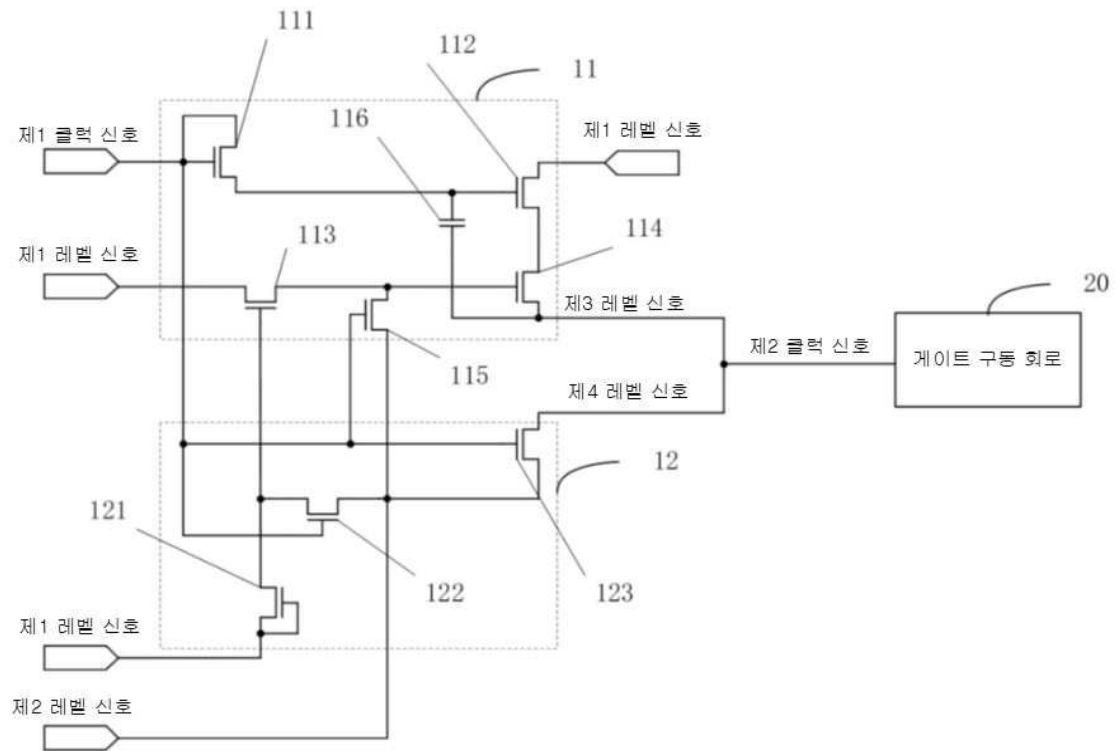 111
112
11
제1 클럭 신호
116
제1 레벨 신호
제1 레벨 신호
113
114
제3 레벨 신호
20
제2 클럭 신호
게이트 구동 회로
115
제4 레벨 신호
12
121
122
123
제1 레벨 신호
제2 레벨 신호